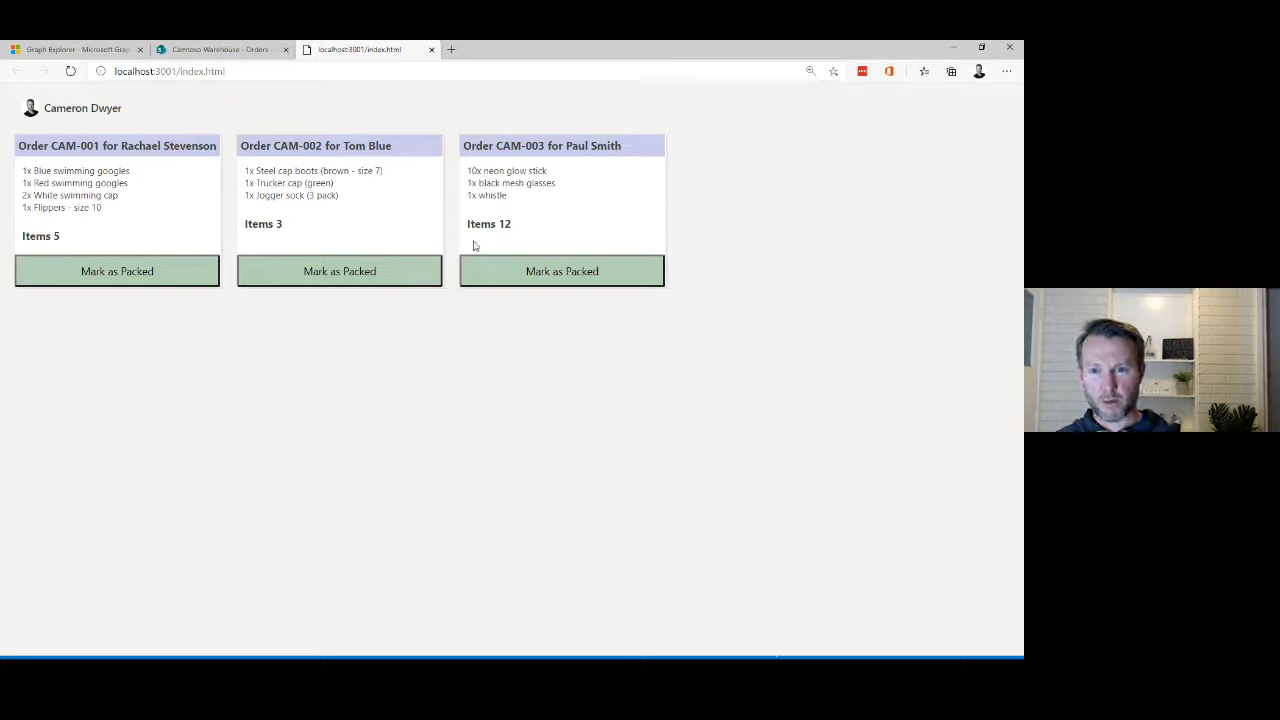 Graph Explorer - Microsoft Grap
Camtoso Warehouse - Orders -
localhost:3001/index.html
localhost:3001/index.html
Cameron Dwyer
Order CAM-001 for Rachael Stevenson
1x Blue swimming googles
1x Red swimming googles
2x White swimming cap
1x Flippers - size 10
Items 5
Mark as Packed
Order CAM-002 for Tom Blue
1x Steel cap boots (brown - size 7)
1x Trucker cap (green)
1x Jogger sock (3 pack)
Items 3
Mark as Packed
Order CAM-003 for Paul Smith
10x neon glow stick
1x black mesh glasses
1x whistle
Items 12
Mark as Packed